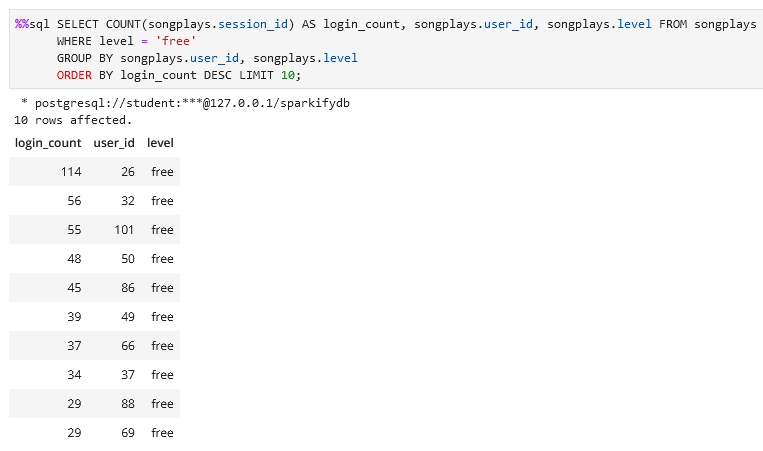 %%sql SELECT COUNT(songplays.session_id) AS login_count, songplays.user_id, songplays.level FROM songplays
WHERE level = 'free'
GROUP BY songplays.user_id, songplays.level
ORDER BY login_count DESC LIMIT 10;
* postgresql://student:***@127.0.0.1/sparkifydb
10 rows affected.
login_count user_id level
114 26 free
56 32 free
55 101 free
48 50 free
45 86 free
39 49 free
37 66 free
34 37 free
29 88 free
29 69 free